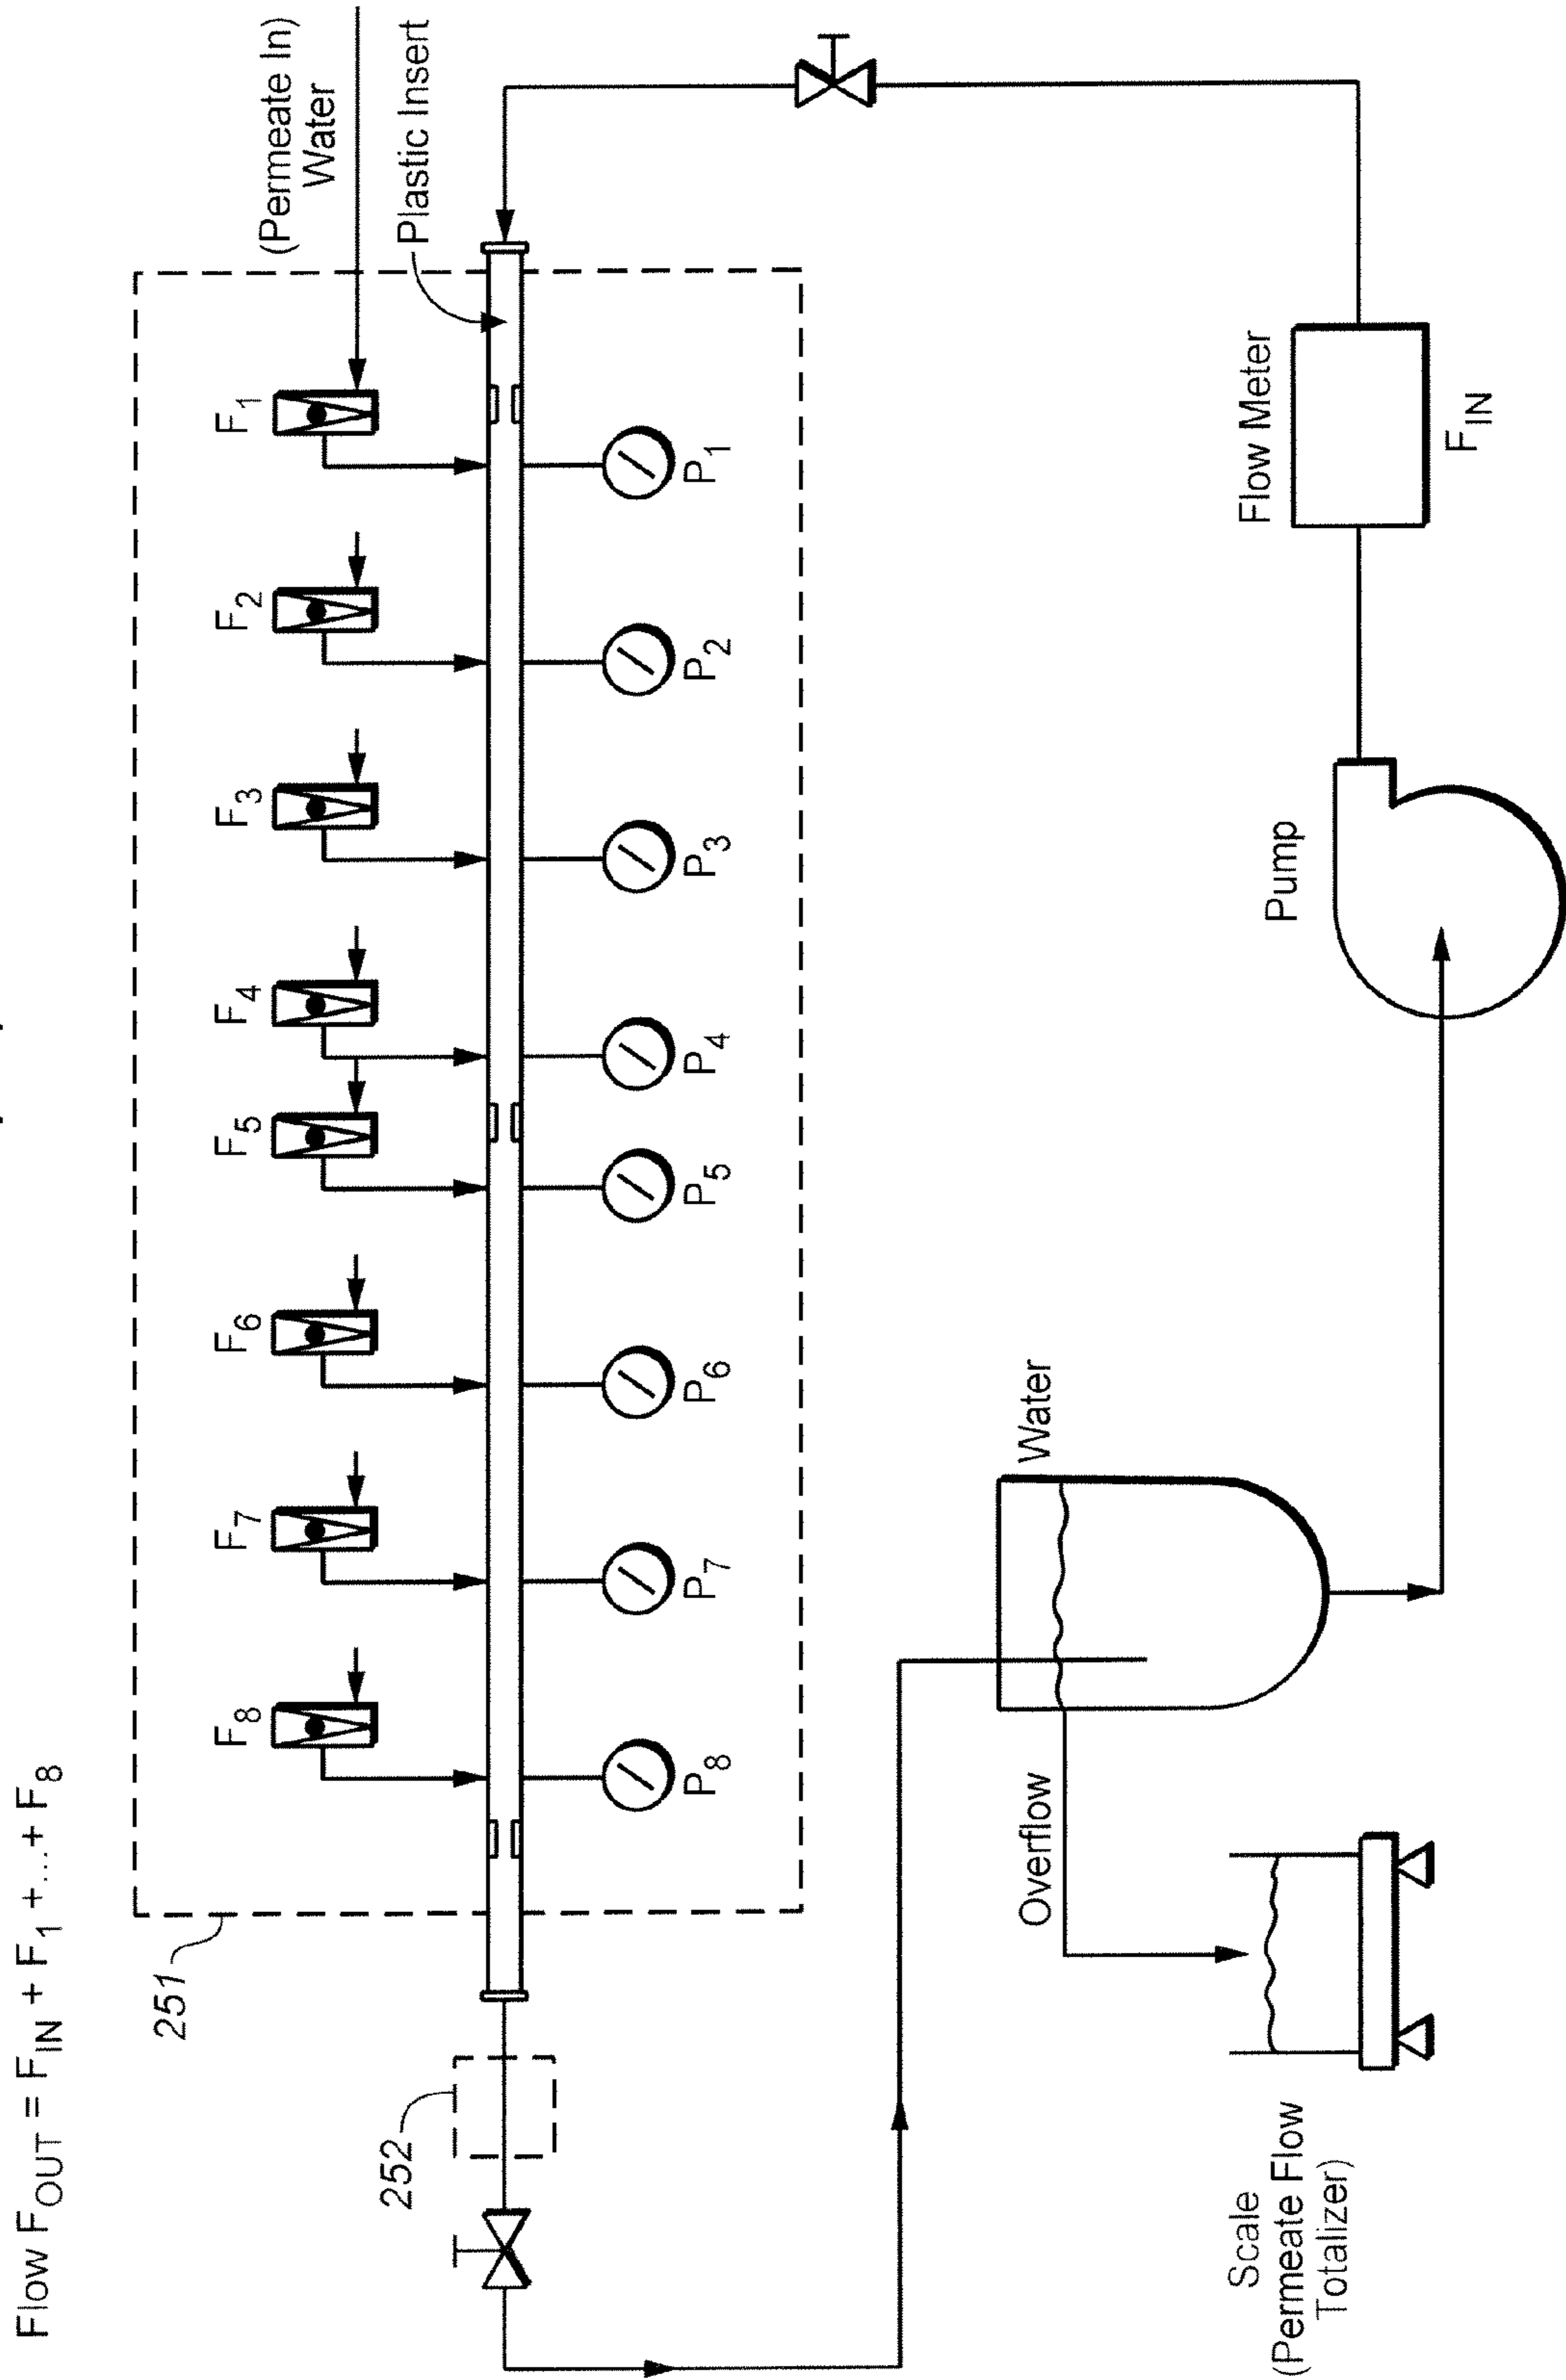 Flow F_OUT = F_IN + F_1 +...+ F_8
251
252
F_8
F_7
F_6
F_5
F_4
F_3
F_2
F_1
(Permeate In)
Water
Plastic Insert
P_8
P_7
P_6
P_5
P_4
P_3
P_2
P_1
Overflow
Water
Scale
(Permeate Flow
Totalizer)
Pump
Flow Meter
F_IN